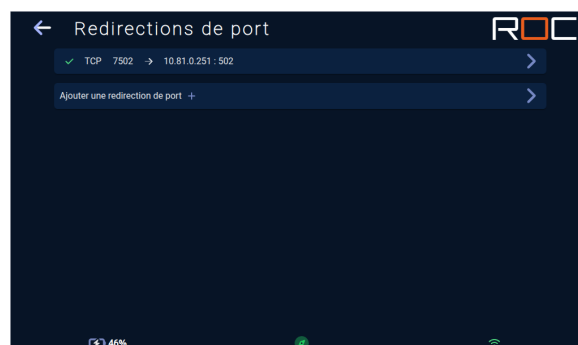 Redirections de port
ROC
TCP 7502 → 10.81.0.251 : 502
Ajouter une redirection de port +
46%